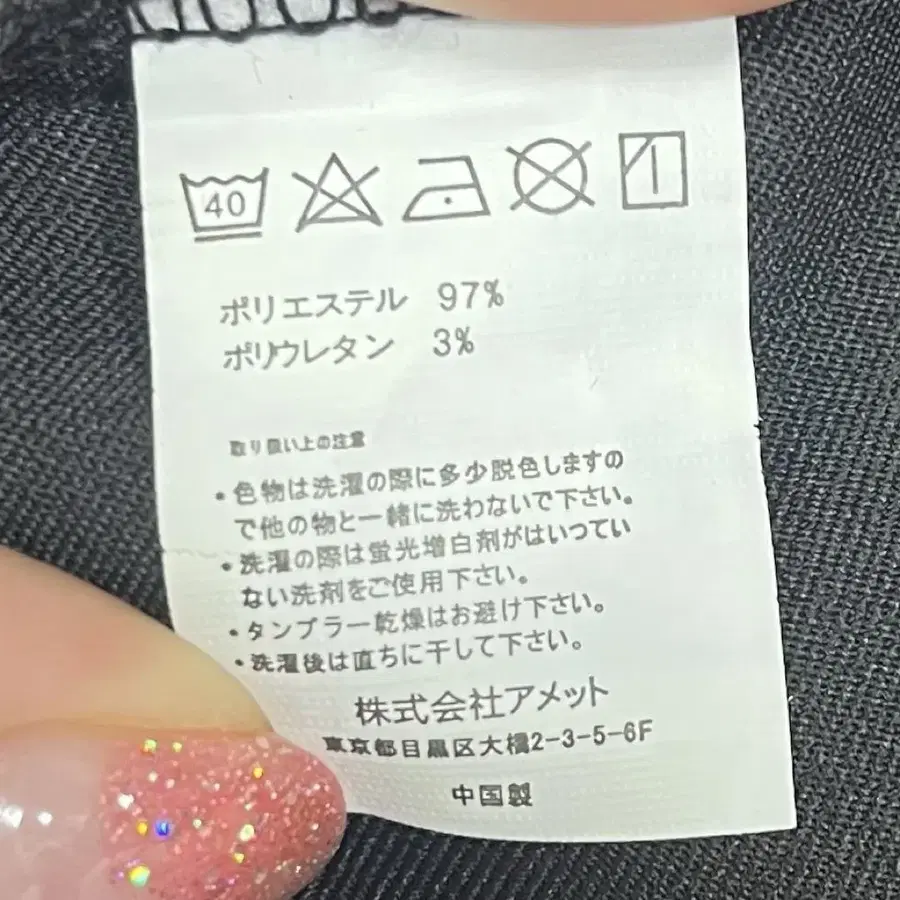 40
ポリエステル 97%
ポリウレタン 3%
取り扱い上の注意
・色物は洗濯の際に多少脱色しますの
で他の物と一緒に洗わないで下さい。
・洗濯の際は蛍光増白剤がはいってい
ない洗剤をご使用下さい。
・タンブラー乾燥はお避け下さい。
・洗濯後は直ちに干して下さい。
株式会社アメット
東京都目黒区大橋2-3-5-6F
中国製